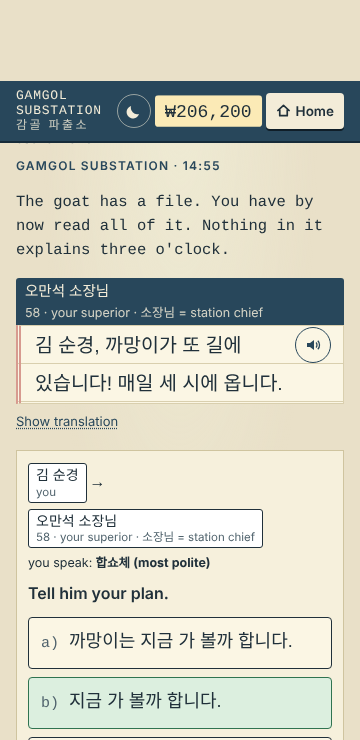 GAMGOL
SUBSTATION
감골 파출소
₩206,200
Home
GAMGOL SUBSTATION · 14:55
The goat has a file. You have by
now read all of it. Nothing in it
explains three o'clock.
오만석 소장님
58 · your superior · 소장님 = station chief
김 순경, 까망이가 또 길에
있습니다! 매일 세 시에 옵니다.
Show translation
김 순경
you
→
오만석 소장님
58 · your superior · 소장님 = station chief
you speak: 합쇼체 (most polite)
Tell him your plan.
a) 까망이는 지금 가 볼까 합니다.
b) 지금 가 볼까 합니다.